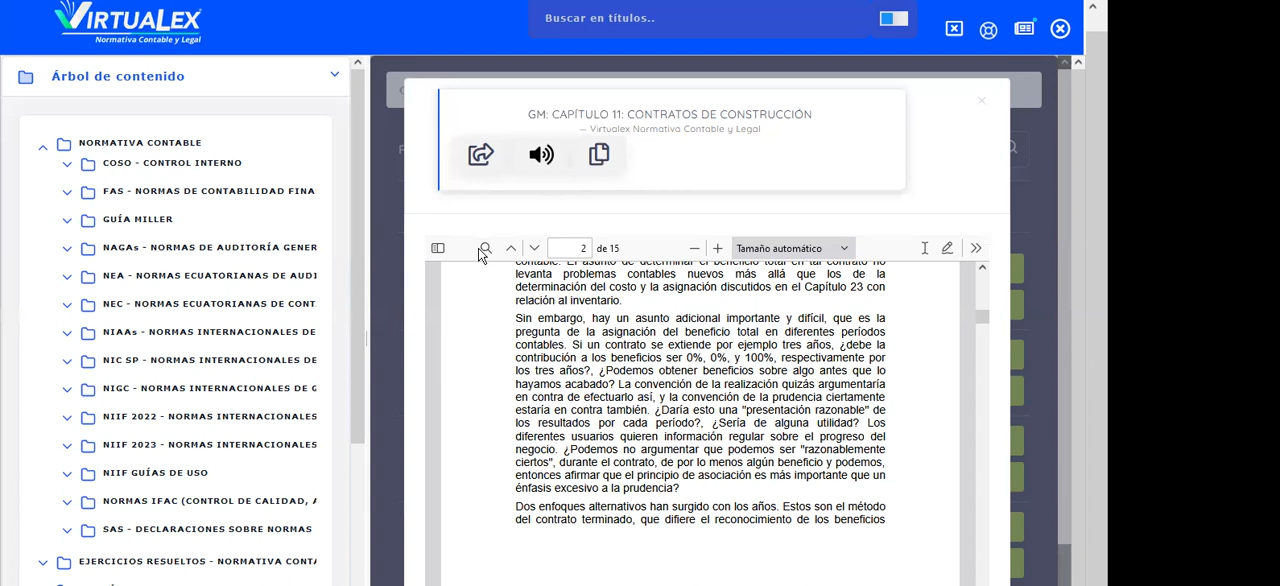 VIRTUALEX
Normativa Contable y Legal
Buscar en títulos..
Árbol de contenido
NORMATIVA CONTABLE
COSO - CONTROL INTERNO
FAS - NORMAS DE CONTABILIDAD FINA
GUÍA MILLER
NAGAs - NORMAS DE AUDITORÍA GENER
NEA - NORMAS ECUATORIANAS DE AUDI
NEC - NORMAS ECUATORIANAS DE CONT
NIAAs - NORMAS INTERNACIONALES DE
NIC SP - NORMAS INTERNACIONALES DE
NIGC - NORMAS INTERNACIONALES DE G
NIIF 2022 - NORMAS INTERNACIONALES
NIIF 2023 - NORMAS INTERNACIONALES
NIIF GUÍAS DE USO
NORMAS IFAC (CONTROL DE CALIDAD, A
SAS - DECLARACIONES SOBRE NORMAS
EJERCICIOS RESUELTOS - NORMATIVA CONTA
GM: CAPÍTULO 11: CONTRATOS DE CONSTRUCCIÓN
— Virtualex Normativa Contable y Legal
2 de 15
Tamaño automático
contable. El asunto de determinar el beneficio total en tal contrato no
levanta problemas contables nuevos más allá que los de la
determinación del costo y la asignación discutidos en el Capítulo 23 con
relación al inventario.
Sin embargo, hay un asunto adicional importante y difícil, que es la
pregunta de la asignación del beneficio total en diferentes períodos
contables. Si un contrato se extiende por ejemplo tres años, ¿debe la
contribución a los beneficios ser 0%, 0%, y 100%, respectivamente por
los tres años?, ¿Podemos obtener beneficios sobre algo antes que lo
hayamos acabado? La convención de la realización quizás argumentaría
en contra de efectuarlo así, y la convención de la prudencia ciertamente
estaría en contra también. ¿Daría esto una "presentación razonable" de
los resultados por cada período?, ¿Sería de alguna utilidad? Los
diferentes usuarios quieren información regular sobre el progreso del
negocio. ¿Podemos no argumentar que podemos ser "razonablemente
ciertos", durante el contrato, de por lo menos algún beneficio y podemos,
entonces afirmar que el principio de asociación es más importante que un
énfasis excesivo a la prudencia?
Dos enfoques alternativos han surgido con los años. Estos son el método
del contrato terminado, que difiere el reconocimiento de los beneficios